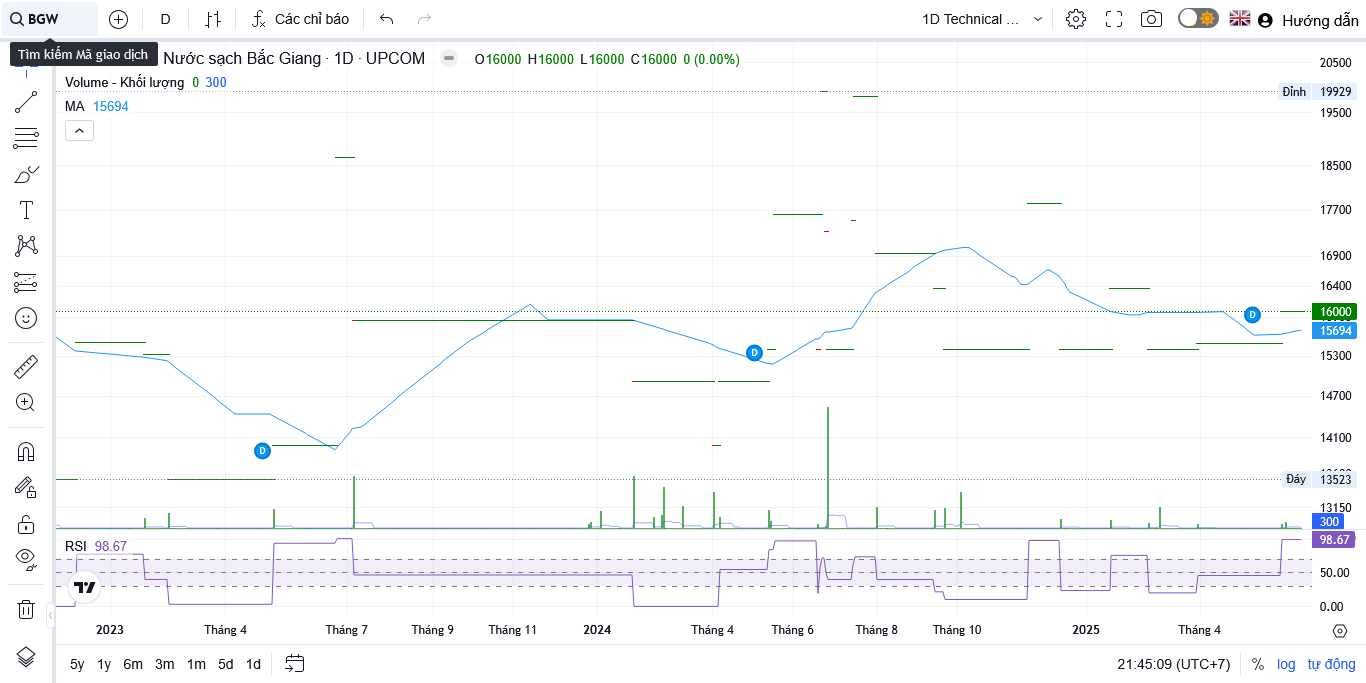 BGW
D
Các chỉ báo
1D Technical ...
Hướng dẫn
Tìm kiếm Mã giao dịch
Nước sạch Bắc Giang · 1D · UPCOM
O16000 H16000 L16000 C16000 0 (0.00%)
Volume - Khối lượng 0 300
MA 15694
20500
Đỉnh 19929
19500
18500
17700
16900
16400
16000
15694
15300
14700
14100
Đáy 13523
13150
300
D
D
D
RSI 98.67
98.67
50.00
0.00
2023
Tháng 4
Tháng 7
Tháng 9
Tháng 11
2024
Tháng 4
Tháng 6
Tháng 8
Tháng 10
2025
Tháng 4
5y 1y 6m 3m 1m 5d 1d
21:45:09 (UTC+7)
% log tự động